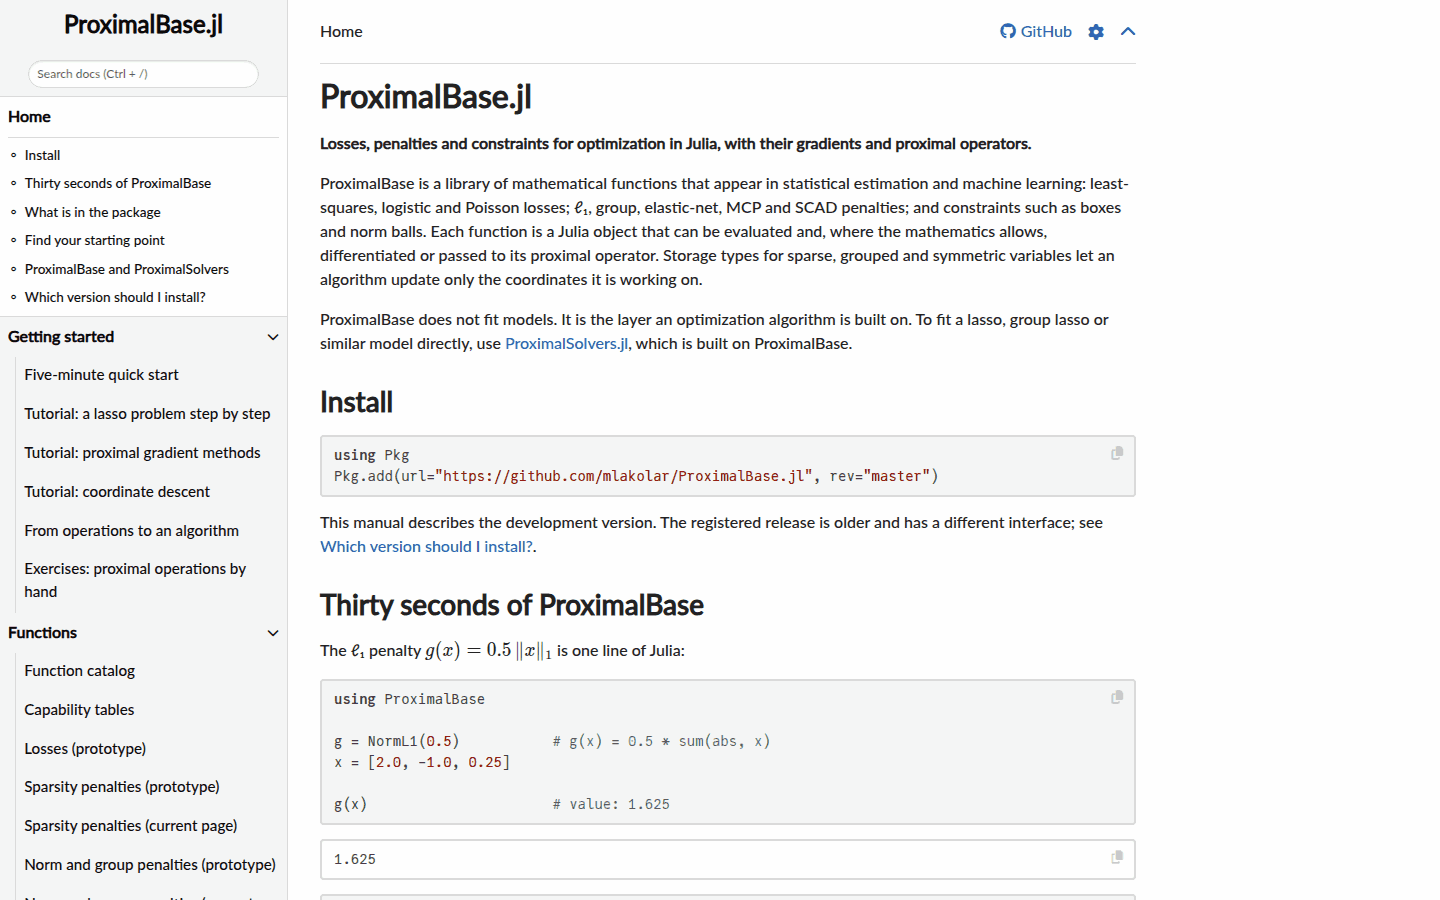 ProximalBase.jl
Search docs (Ctrl + /)
Home
Install
Thirty seconds of ProximalBase
What is in the package
Find your starting point
ProximalBase and ProximalSolvers
Which version should I install?
Getting started
Five-minute quick start
Tutorial: a lasso problem step by step
Tutorial: proximal gradient methods
Tutorial: coordinate descent
From operations to an algorithm
Exercises: proximal operations by
hand
Functions
Function catalog
Capability tables
Losses (prototype)
Sparsity penalties (prototype)
Sparsity penalties (current page)
Norm and group penalties (prototype)
Home
GitHub
ProximalBase.jl
Losses, penalties and constraints for optimization in Julia, with their gradients and proximal operators.
ProximalBase is a library of mathematical functions that appear in statistical estimation and machine learning: least-
squares, logistic and Poisson losses; ℓ₁, group, elastic-net, MCP and SCAD penalties; and constraints such as boxes
and norm balls. Each function is a Julia object that can be evaluated and, where the mathematics allows,
differentiated or passed to its proximal operator. Storage types for sparse, grouped and symmetric variables let an
algorithm update only the coordinates it is working on.
ProximalBase does not fit models. It is the layer an optimization algorithm is built on. To fit a lasso, group lasso or
similar model directly, use ProximalSolvers.jl, which is built on ProximalBase.
Install
using Pkg
Pkg.add(url="https://github.com/mlakolar/ProximalBase.jl", rev="master")
This manual describes the development version. The registered release is older and has a different interface; see
Which version should I install?.
Thirty seconds of ProximalBase
The ℓ₁ penalty g(x) = 0.5 ‖x‖₁ is one line of Julia:
using ProximalBase
g = NormL1(0.5) # g(x) = 0.5 * sum(abs, x)
x = [2.0, -1.0, 0.25]
g(x) # value: 1.625
1.625